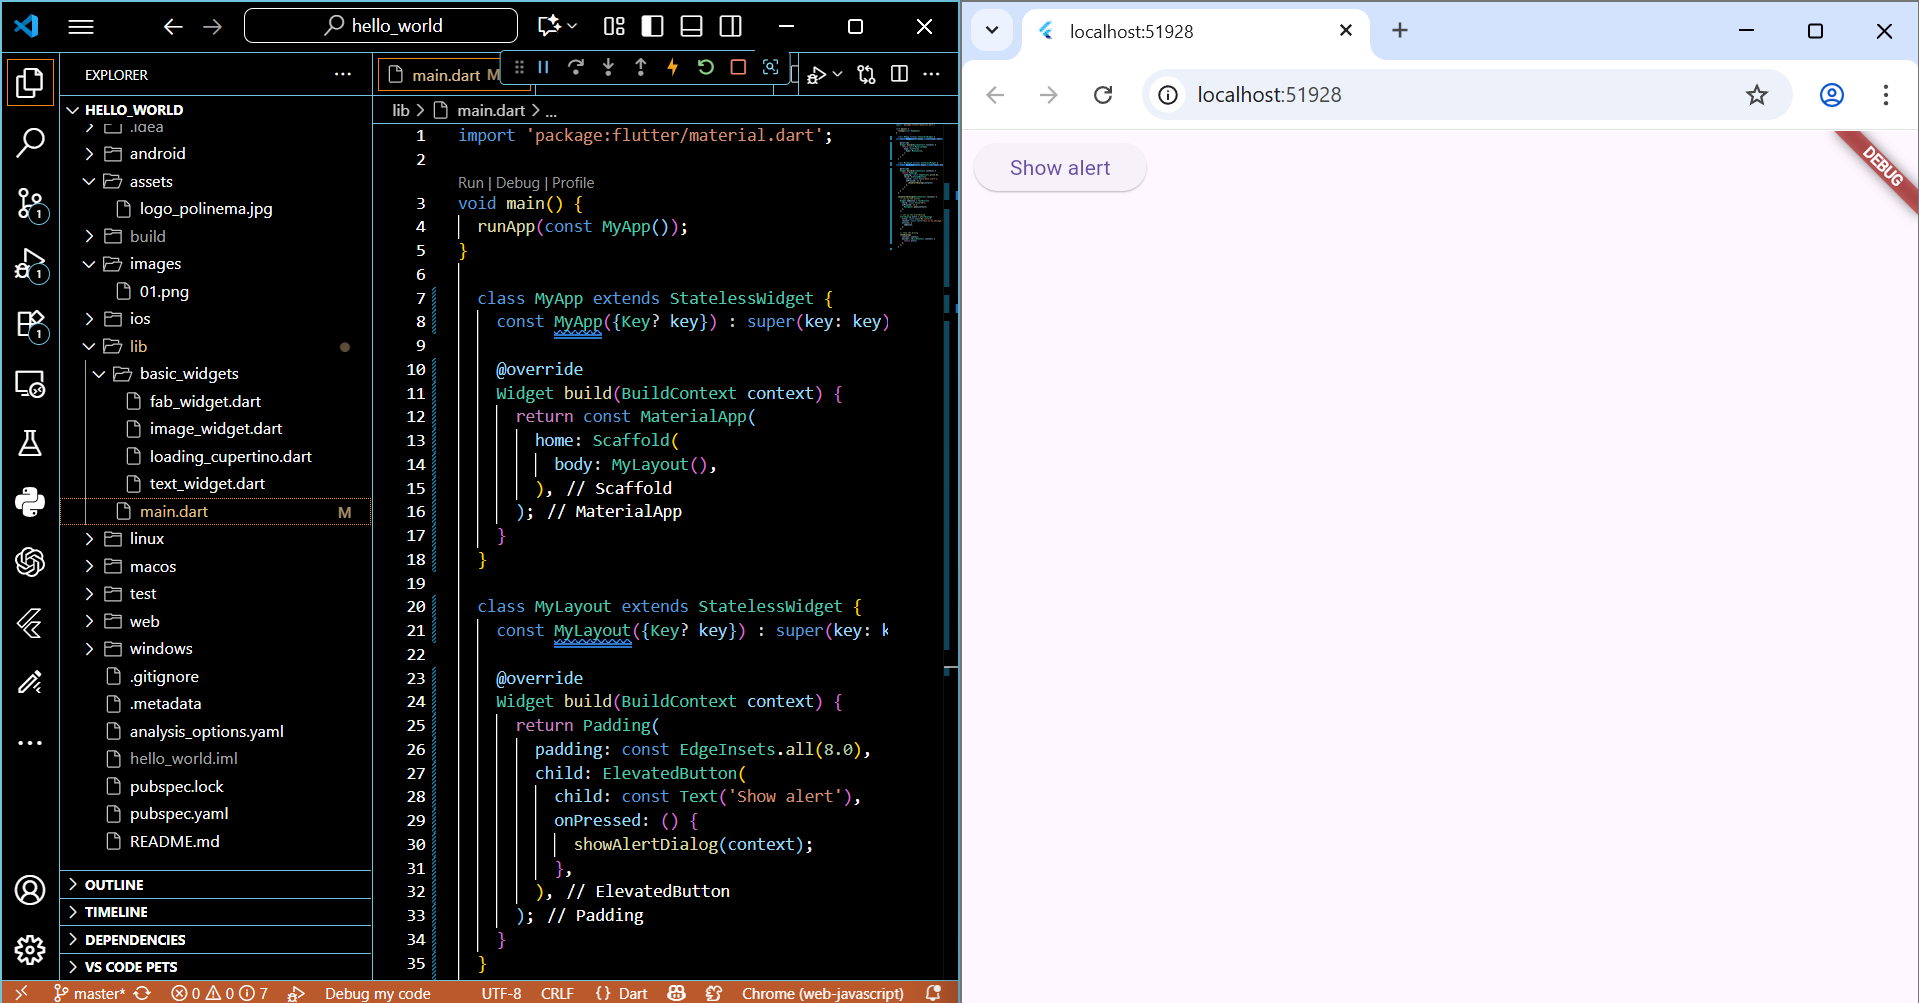 hello_world
localhost:51928
EXPLORER
main.dart M
localhost:51928
HELLO_WORLD
lib > main.dart > ...
.idea
android
assets
logo_polinema.jpg
build
images
01.png
ios
lib
basic_widgets
fab_widget.dart
image_widget.dart
loading_cupertino.dart
text_widget.dart
main.dart M
linux
macos
test
web
windows
.gitignore
.metadata
analysis_options.yaml
hello_world.iml
pubspec.lock
pubspec.yaml
README.md
OUTLINE
TIMELINE
DEPENDENCIES
VS CODE PETS
1 import 'package:flutter/material.dart';
2
Run | Debug | Profile
3 void main() {
4 runApp(const MyApp());
5 }
6
7 class MyApp extends StatelessWidget {
8 const MyApp({Key? key}) : super(key: key)
9
10 @override
11 Widget build(BuildContext context) {
12 return const MaterialApp(
13 home: Scaffold(
14 body: MyLayout(),
15 ), // Scaffold
16 ); // MaterialApp
17 }
18 }
19
20 class MyLayout extends StatelessWidget {
21 const MyLayout({Key? key}) : super(key: k
22
23 @override
24 Widget build(BuildContext context) {
25 return Padding(
26 padding: const EdgeInsets.all(8.0),
27 child: ElevatedButton(
28 child: const Text('Show alert'),
29 onPressed: () {
30 showAlertDialog(context);
31 },
32 ), // ElevatedButton
33 ); // Padding
34 }
35 }
1
1
1
master* 0 0 7 Debug my code UTF-8 CRLF {} Dart Chrome (web-javascript)
Show alert
DEBUG